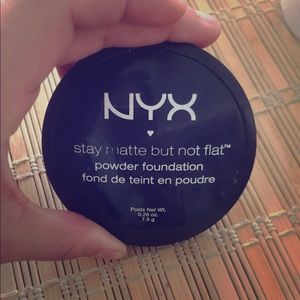 NYX
stay matte but not flat™
powder foundation
fond de teint en poudre
Poids Net WT.
0.26 oz.
7.5 g